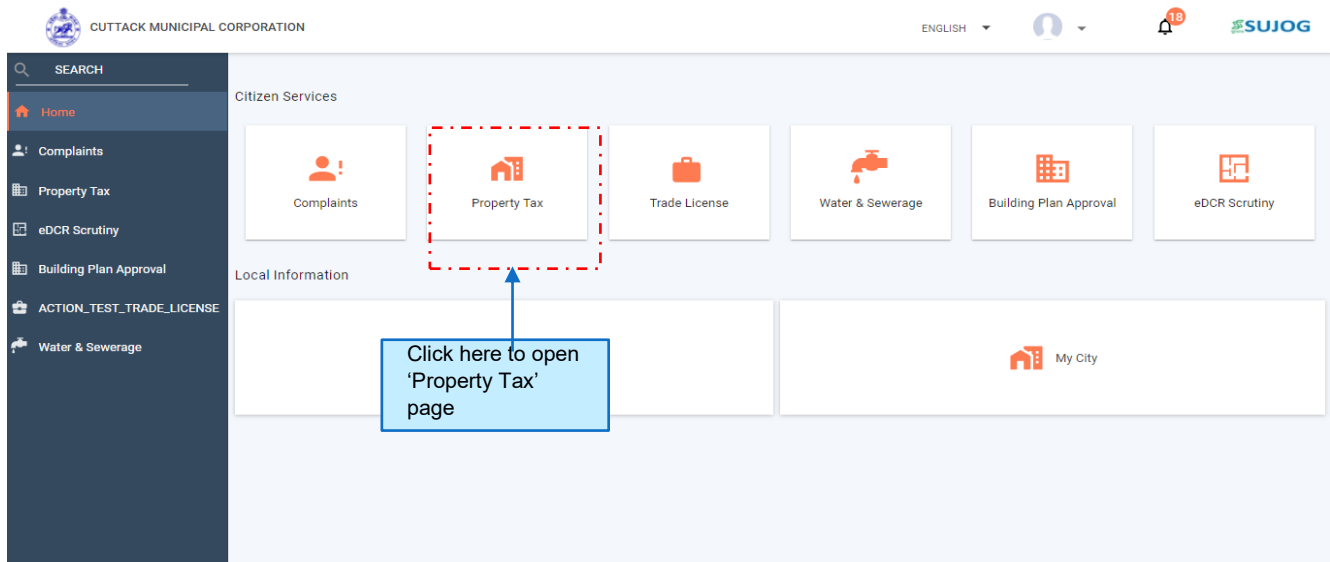 CUTTACK MUNICIPAL CORPORATION
ENGLISH
18
SUJOG
SEARCH
Home
Complaints
Property Tax
eDCR Scrutiny
Building Plan Approval
ACTION_TEST_TRADE_LICENSE
Water & Sewerage
Citizen Services
Complaints
Property Tax
Trade License
Water & Sewerage
Building Plan Approval
eDCR Scrutiny
Local Information
My City
Click here to open
‘Property Tax’
page